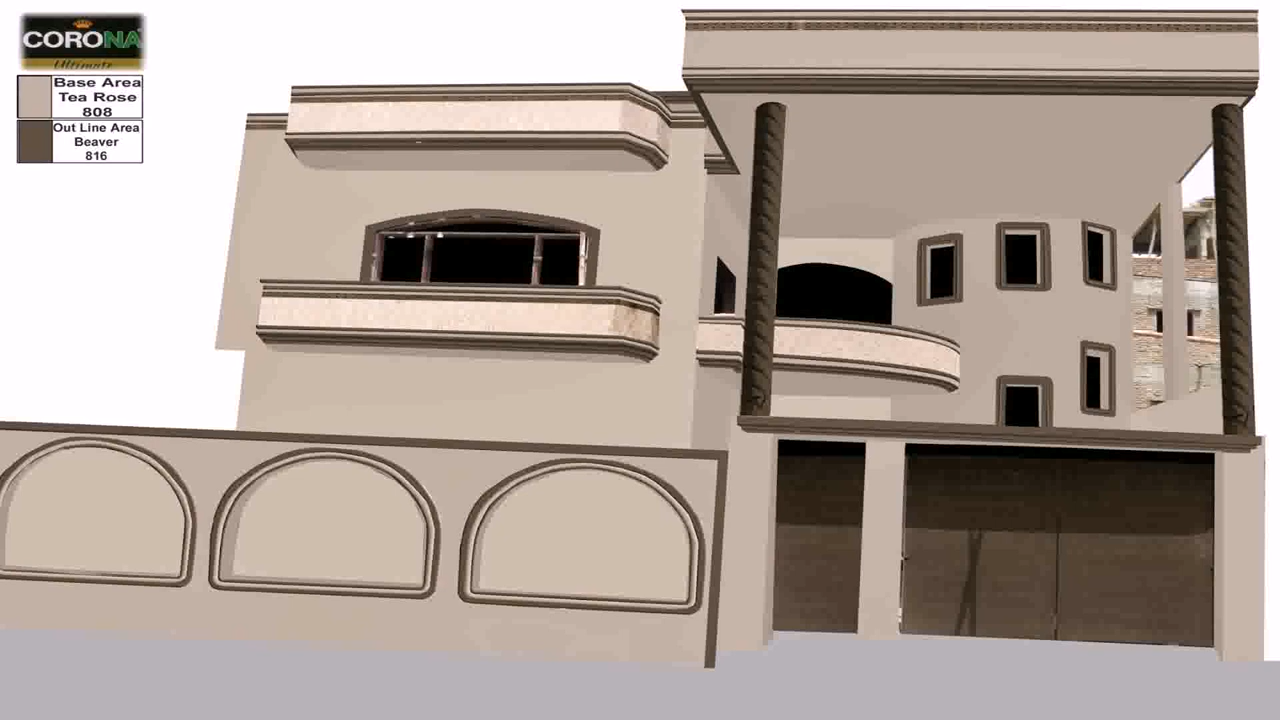 CORONA
Ultimate
Base Area
Tea Rose
808
Out Line Area
Beaver
816